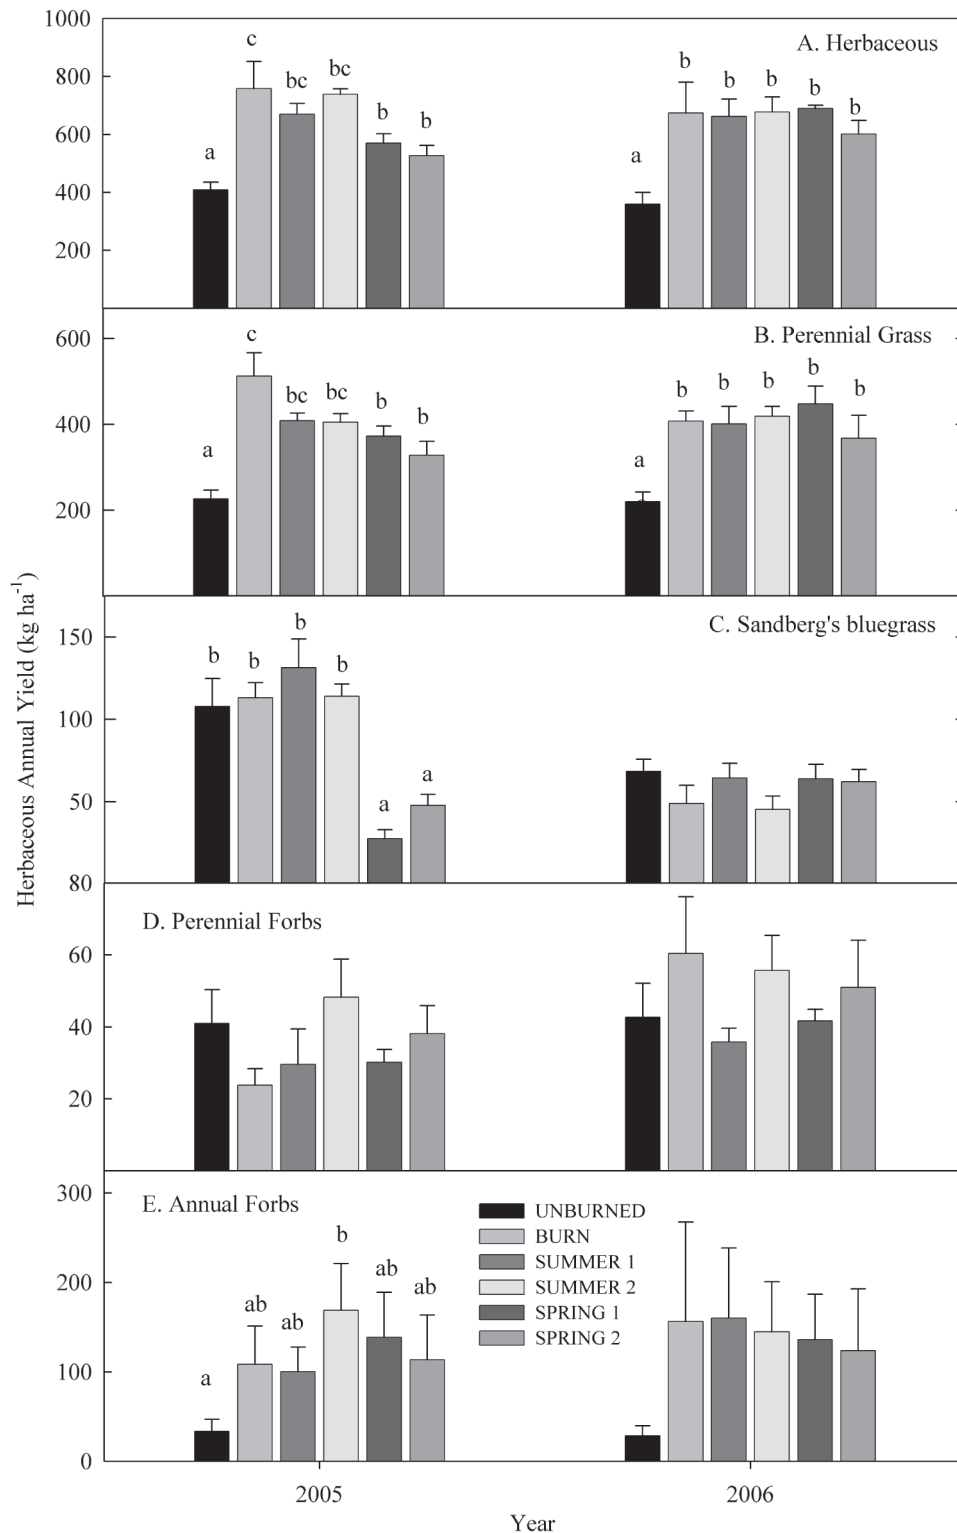 Herbaceous Annual Yield (kg ha⁻¹)
A. Herbaceous
1000
800
600
400
200
a c bc bc b b
a b b b b b
B. Perennial Grass
600
400
200
a c bc bc b b
a b b b b b
C. Sandberg's bluegrass
150
100
50
b b b b a a
80
D. Perennial Forbs
60
40
20
E. Annual Forbs
300
200
100
0
a ab ab b ab ab
UNBURNED
BURN
SUMMER 1
SUMMER 2
SPRING 1
SPRING 2
2005 2006
Year